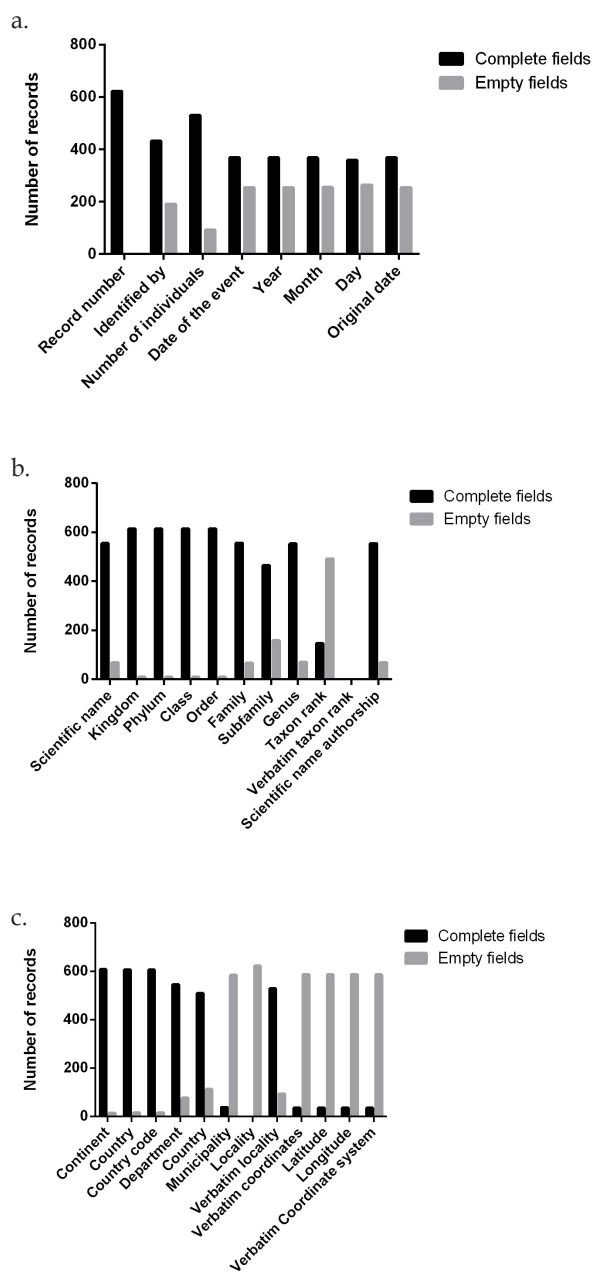 a.
800
600
400
200
0
Number of records
Complete fields
Empty fields
Record number
Identified by
Number of individuals
Date of the event
Year
Month
Day
Original date
b.
800
600
400
200
0
Number of records
Complete fields
Empty fields
Scientific name
Kingdom
Phylum
Class
Order
Family
Subfamily
Genus
Taxon rank
Verbatim taxon rank
Scientific name authorship
c.
800
600
400
200
0
Number of records
Complete fields
Empty fields
Continent
Country
Country code
Department
Country
Municipality
Locality
Verbatim locality
Verbatim coordinates
Latitude
Longitude
Verbatim Coordinate system